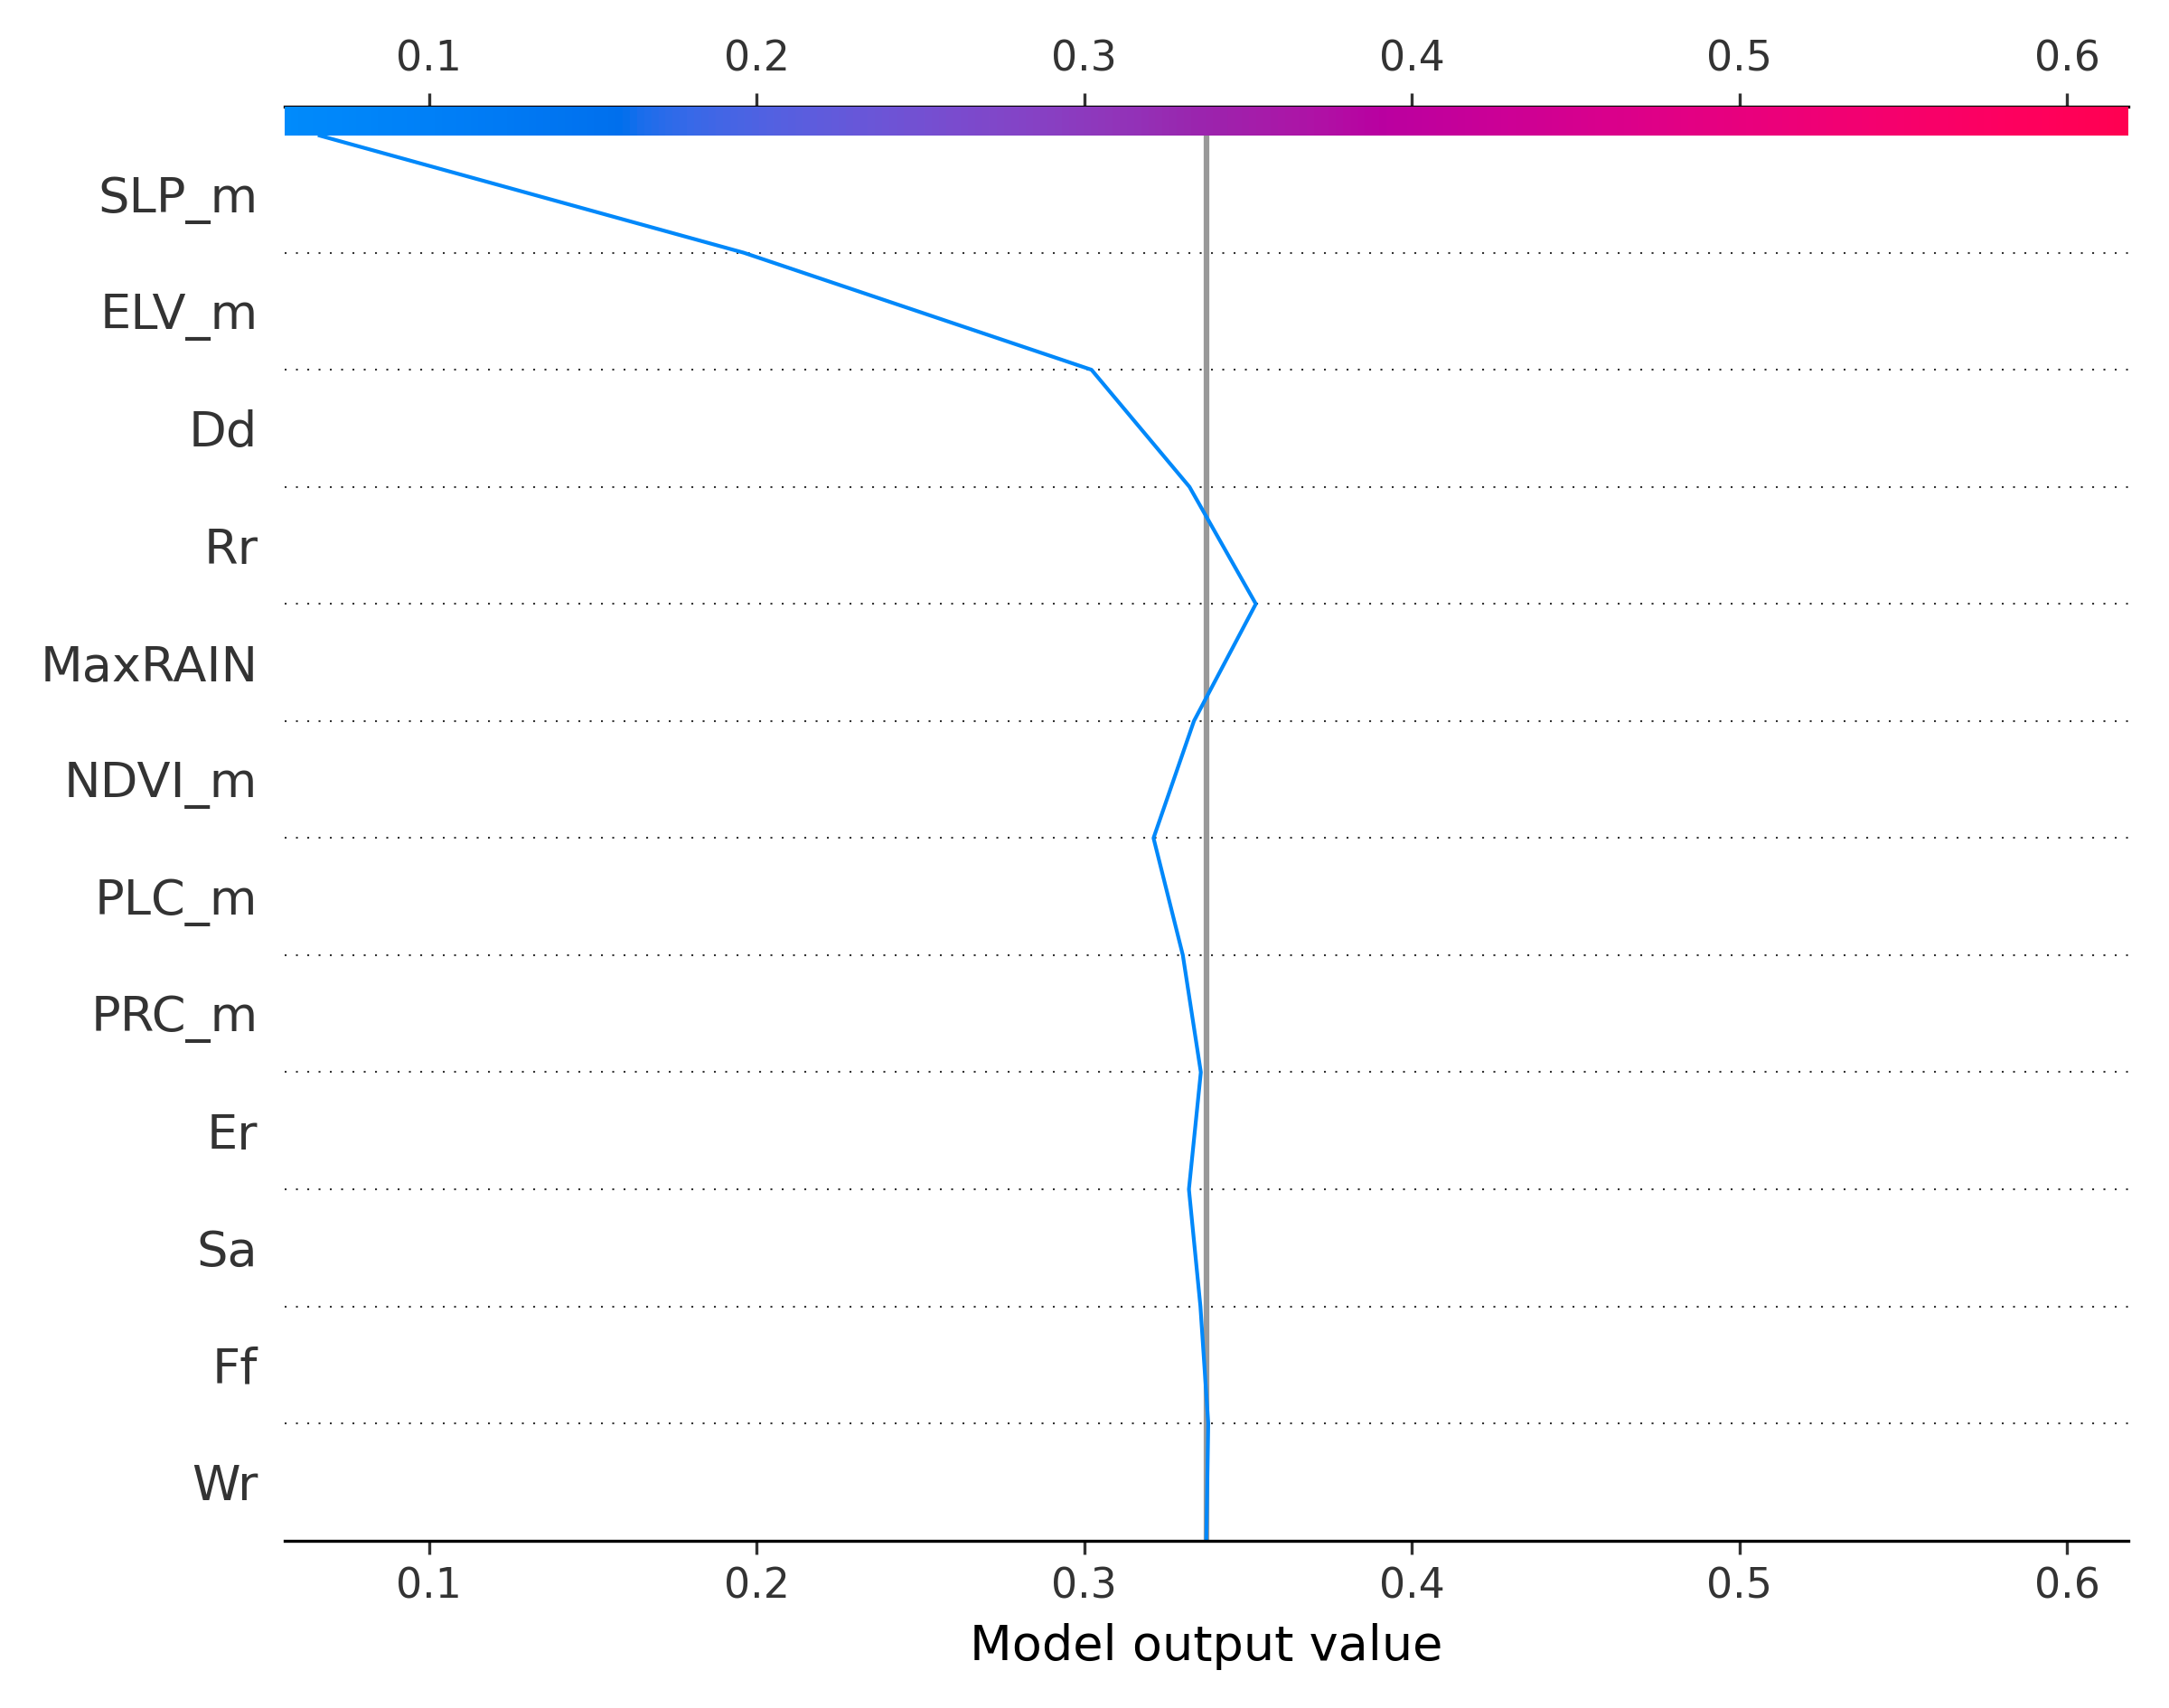 0.1 0.2 0.3 0.4 0.5 0.6
SLP_m
ELV_m
Dd
Rr
MaxRAIN
NDVI_m
PLC_m
PRC_m
Er
Sa
Ff
Wr
0.1 0.2 0.3 0.4 0.5 0.6
Model output value